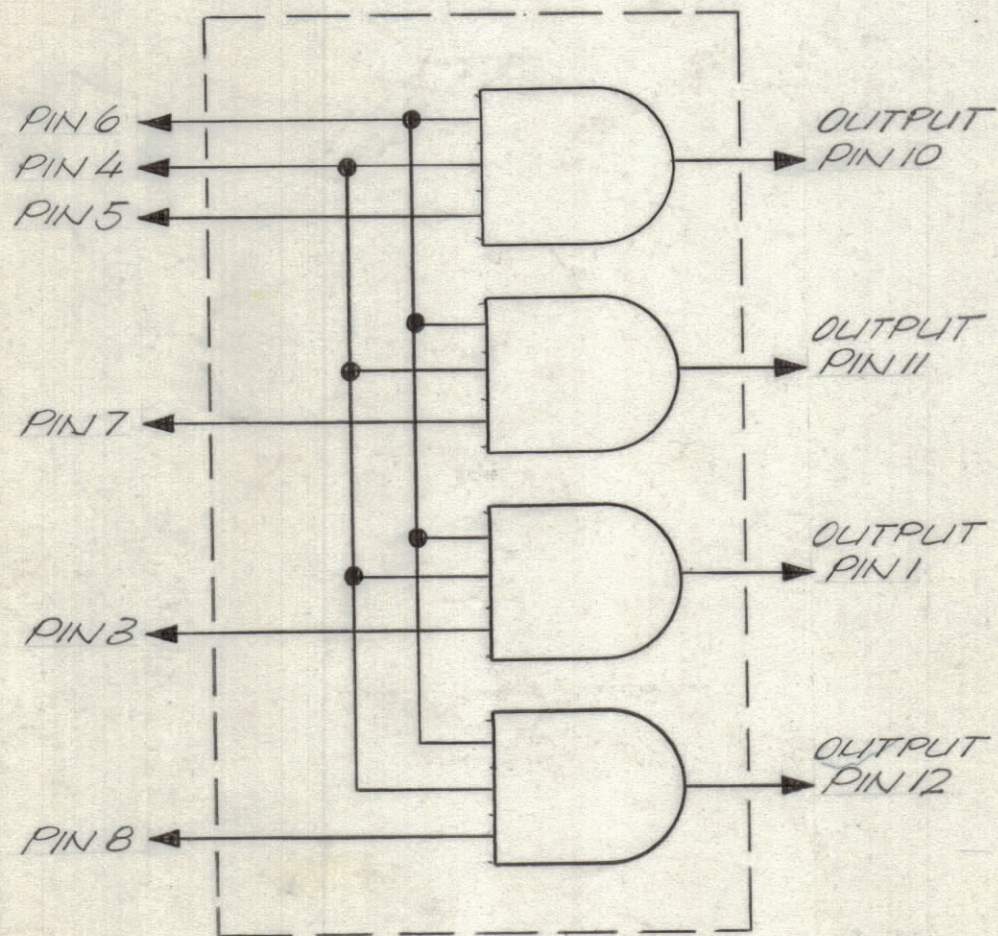 PIN 6
PIN 4
PIN 5
OUTPUT
PIN 10
OUTPUT
PIN 11
PIN 7
OUTPUT
PIN 1
PIN 3
OUTPUT
PIN 12
PIN 8